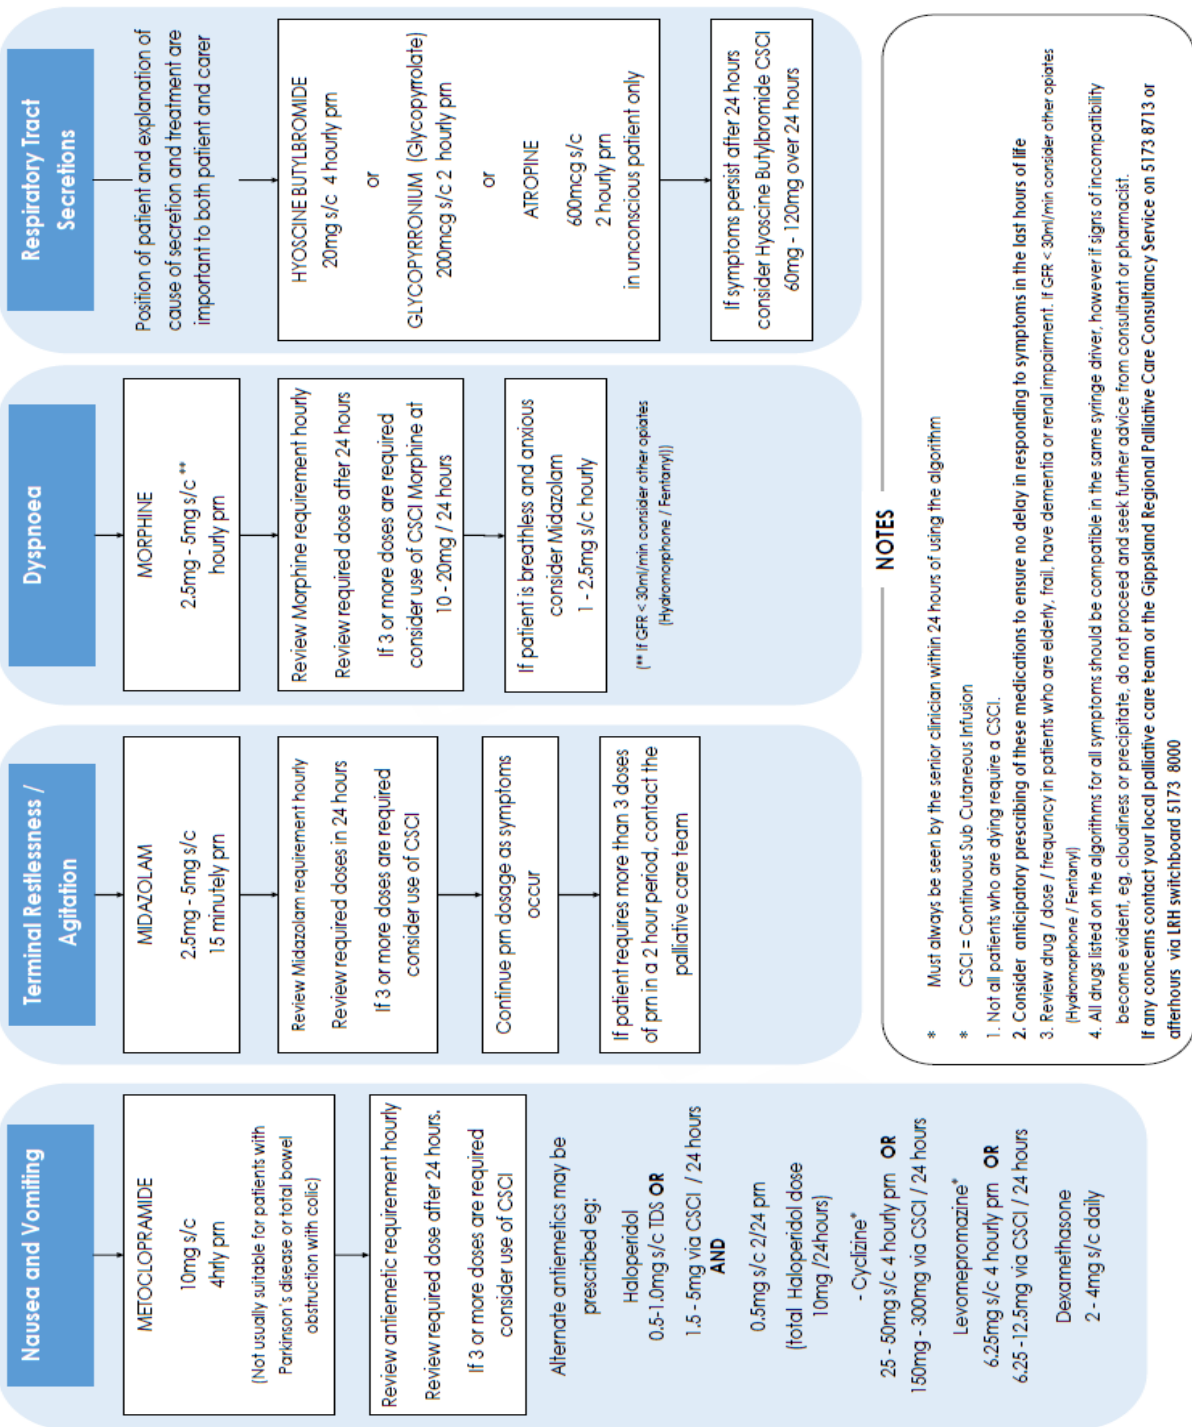 Nausea and Vomiting
METOCLOPRAMIDE
10mg s/c
4hrly prn
(Not usually suitable for patients with
Parkinson's disease or total bowel
obstruction with colic)
Review antiemetic requirement hourly
Review required dose after 24 hours.
If 3 or more doses are required
consider use of CSCI
Alternate antiemetics may be
prescribed eg:
Haloperidol
0.5-1.0mg s/c TDS OR
1.5 - 5mg via CSCI / 24 hours
AND
0.5mg s/c 2/24 prn
(total Haloperidol dose
10mg /24hours)
- Cyclizine*
25 - 50mg s/c 4 hourly prn OR
150mg - 300mg via CSCI / 24 hours
Levomepromazine*
6.25mg s/c 4 hourly prn OR
6.25 -12.5mg via CSCI / 24 hours
Dexamethasone
2 - 4mg s/c daily
Terminal Restlessness /
Agitation
MIDAZOLAM
2.5mg - 5mg s/c
15 minutely prn
Review Midazolam requirement hourly
Review required doses in 24 hours
If 3 or more doses are required
consider use of CSCI
Continue prn dosage as symptoms
occur
If patient requires more than 3 doses
of prn in a 2 hour period, contact the
palliative care team
Dyspnoea
MORPHINE
2.5mg - 5mg s/c **
hourly prn
Review Morphine requirement hourly
Review required dose after 24 hours
If 3 or more doses are required
consider use of CSCI Morphine at
10 - 20mg / 24 hours
If patient is breathless and anxious
consider Midazolam
1 - 2.5mg s/c hourly
(** If GFR < 30ml/min consider other opiates
(Hydromorphone / Fentanyl))
Respiratory Tract
Secretions
Position of patient and explanation of
cause of secretion and treatment are
important to both patient and carer
HYOSCINE BUTYLBROMIDE
20mg s/c 4 hourly prn
or
GLYCOPYRRONIUM (Glycopyrrolate)
200mcg s/c 2 hourly prn
or
ATROPINE
600mcg s/c
2 hourly prn
in unconscious patient only
If symptoms persist after 24 hours
consider Hyoscine Butylbromide CSCI
60mg - 120mg over 24 hours
NOTES
* Must always be seen by the senior clinician within 24 hours of using the algorithm
* CSCI = Continuous Sub Cutaneous Infusion
1. Not all patients who are dying require a CSCI.
2. Consider anticipatory prescribing of these medications to ensure no delay in responding to symptoms in the last hours of life
3. Review drug / dose / frequency in patients who are elderly, frail, have dementia or renal impairment. If GFR < 30ml/min consider other opiates
(Hydromorphone / Fentanyl)
4. All drugs listed on the algorithms for all symptoms should be compatible in the same syringe driver, however if signs of incompatibility
become evident, eg. cloudiness or precipitate, do not proceed and seek further advice from consultant or pharmacist.
If any concerns contact your local palliative care team or the Gippsland Regional Palliative Care Consultancy Service on 5173 8713 or
afterhours via LRH switchboard 5173 8000